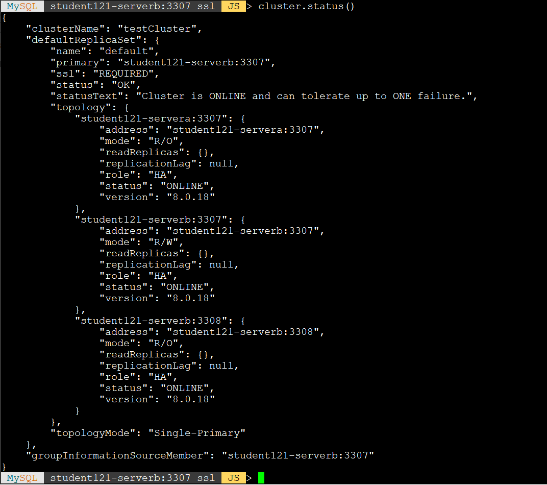 MySQL student121-serverb:3307 ssl JS > cluster.status()
{
    "clusterName": "testCluster",
    "defaultReplicaSet": {
        "name": "default",
        "primary": "student121-serverb:3307",
        "ssl": "REQUIRED",
        "status": "OK",
        "statusText": "Cluster is ONLINE and can tolerate up to ONE failure.",
        "topology": {
            "student121-servera:3307": {
                "address": "student121-servera:3307",
                "mode": "R/O",
                "readReplicas": {},
                "replicationLag": null,
                "role": "HA",
                "status": "ONLINE",
                "version": "8.0.18"
            },
            "student121-serverb:3307": {
                "address": "student121-serverb:3307",
                "mode": "R/W",
                "readReplicas": {},
                "replicationLag": null,
                "role": "HA",
                "status": "ONLINE",
                "version": "8.0.18"
            },
            "student121-serverb:3308": {
                "address": "student121-serverb:3308",
                "mode": "R/O",
                "readReplicas": {},
                "replicationLag": null,
                "role": "HA",
                "status": "ONLINE",
                "version": "8.0.18"
            }
        },
        "topologyMode": "Single-Primary"
    },
    "groupInformationSourceMember": "student121-serverb:3307"
}
MySQL student121-serverb:3307 ssl JS >